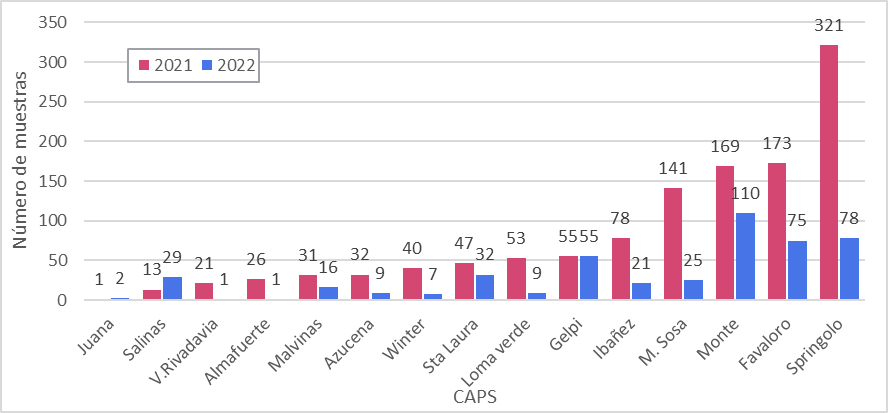 350
300
250
200
150
100
50
0
Número de muestras
2021 2022
1 2
13 29
21 1
26 1
31 16
32 9
40 7
47 32
53 9
55 55
78 21
141 25
169 110
173 75
321 78
Juana
Salinas
V.Rivadavia
Almafuerte
Malvinas
Azucena
Winter
Sta Laura
Loma verde
Gelpi
Ibañez
M. Sosa
Monte
Favaloro
Springolo
CAPS